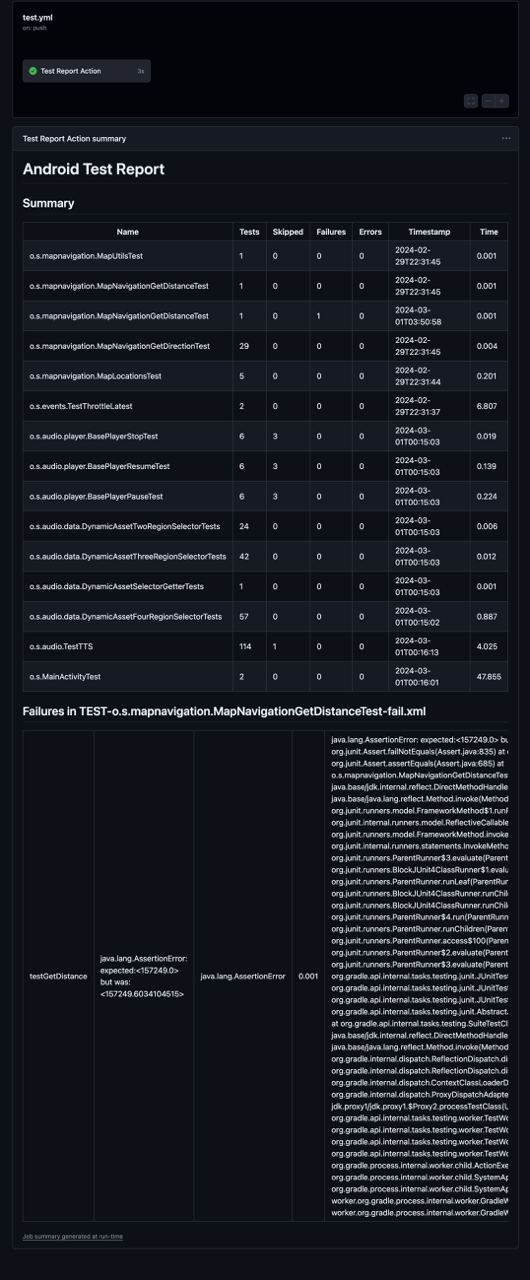 test.yml
on: push
Test Report Action 3s
Test Report Action summary
Android Test Report
Summary
Name Tests Skipped Failures Errors Timestamp Time
o.s.mapnavigation.MapUtilsTest 1 0 0 0 2024-02-29T22:31:45 0.001
o.s.mapnavigation.MapNavigationGetDistanceTest 1 0 0 0 2024-02-29T22:31:45 0.001
o.s.mapnavigation.MapNavigationGetDistanceTest 1 0 1 0 2024-03-01T03:50:58 0.001
o.s.mapnavigation.MapNavigationGetDirectionTest 29 0 0 0 2024-02-29T22:31:45 0.004
o.s.mapnavigation.MapLocationsTest 5 0 0 0 2024-02-29T22:31:44 0.201
o.s.events.TestThrottleLatest 2 0 0 0 2024-02-29T22:31:37 6.807
o.s.audio.player.BasePlayerStopTest 6 3 0 0 2024-03-01T00:15:03 0.019
o.s.audio.player.BasePlayerResumeTest 6 3 0 0 2024-03-01T00:15:03 0.139
o.s.audio.player.BasePlayerPauseTest 6 3 0 0 2024-03-01T00:15:03 0.224
o.s.audio.data.DynamicAssetTwoRegionSelectorTests 24 0 0 0 2024-03-01T00:15:03 0.006
o.s.audio.data.DynamicAssetThreeRegionSelectorTests 42 0 0 0 2024-03-01T00:15:03 0.012
o.s.audio.data.DynamicAssetSelectorGetterTests 1 0 0 0 2024-03-01T00:15:03 0.001
o.s.audio.data.DynamicAssetFourRegionSelectorTests 57 0 0 0 2024-03-01T00:15:02 0.887
o.s.audio.TestTTS 114 1 0 0 2024-03-01T00:16:13 4.025
o.s.MainActivityTest 2 0 0 0 2024-03-01T00:16:01 47.855
Failures in TEST-o.s.mapnavigation.MapNavigationGetDistanceTest-fail.xml
testGetDistance
java.lang.AssertionError:
expected:<157249.0>
but was:
<157249.6034104515>
java.lang.AssertionError
0.001
java.lang.AssertionError: expected:<157249.0> bu
org.junit.Assert.failNotEquals(Assert.java:835) at
org.junit.Assert.assertEquals(Assert.java:685) at
o.s.mapnavigation.MapNavigationGetDistanceTes
java.base/jdk.internal.reflect.DirectMethodHandle
java.base/java.lang.reflect.Method.invoke(Method
org.junit.runners.model.FrameworkMethod$1.runR
org.junit.internal.runners.model.ReflectiveCallable
org.junit.runners.model.FrameworkMethod.invoke
org.junit.internal.runners.statements.InvokeMetho
org.junit.runners.ParentRunner$3.evaluate(Parent
org.junit.runners.BlockJUnit4ClassRunner$1.evalu
org.junit.runners.ParentRunner.runLeaf(ParentRun
org.junit.runners.BlockJUnit4ClassRunner.runChil
org.junit.runners.BlockJUnit4ClassRunner.runChil
org.junit.runners.ParentRunner$4.run(ParentRunn
org.junit.runners.ParentRunner.runChildren(Paren
org.junit.runners.ParentRunner.access$100(Parent
org.junit.runners.ParentRunner$2.evaluate(Parent
org.junit.runners.ParentRunner$3.evaluate(Parent
org.gradle.api.internal.tasks.testing.junit.JUnitTes
org.gradle.api.internal.tasks.testing.junit.JUnitTes
org.gradle.api.internal.tasks.testing.junit.JUnitTes
org.gradle.api.internal.tasks.testing.junit.Abstract
at org.gradle.api.internal.tasks.testing.SuiteTestCl
java.base/jdk.internal.reflect.DirectMethodHandle
java.base/java.lang.reflect.Method.invoke(Method
org.gradle.internal.dispatch.ReflectionDispatch.di
org.gradle.internal.dispatch.ReflectionDispatch.di
org.gradle.internal.dispatch.ContextClassLoaderD
org.gradle.internal.dispatch.ProxyDispatchAdapte
jdk.proxy1/jdk.proxy1.$Proxy2.processTestClass(U
org.gradle.api.internal.tasks.testing.worker.TestWo
org.gradle.api.internal.tasks.testing.worker.TestWo
org.gradle.api.internal.tasks.testing.worker.TestWo
org.gradle.api.internal.tasks.testing.worker.TestWo
org.gradle.process.internal.worker.child.ActionExe
org.gradle.process.internal.worker.child.SystemAp
org.gradle.process.internal.worker.child.SystemAp
worker.org.gradle.process.internal.worker.GradleW
worker.org.gradle.process.internal.worker.GradleW
Job summary generated at run-time